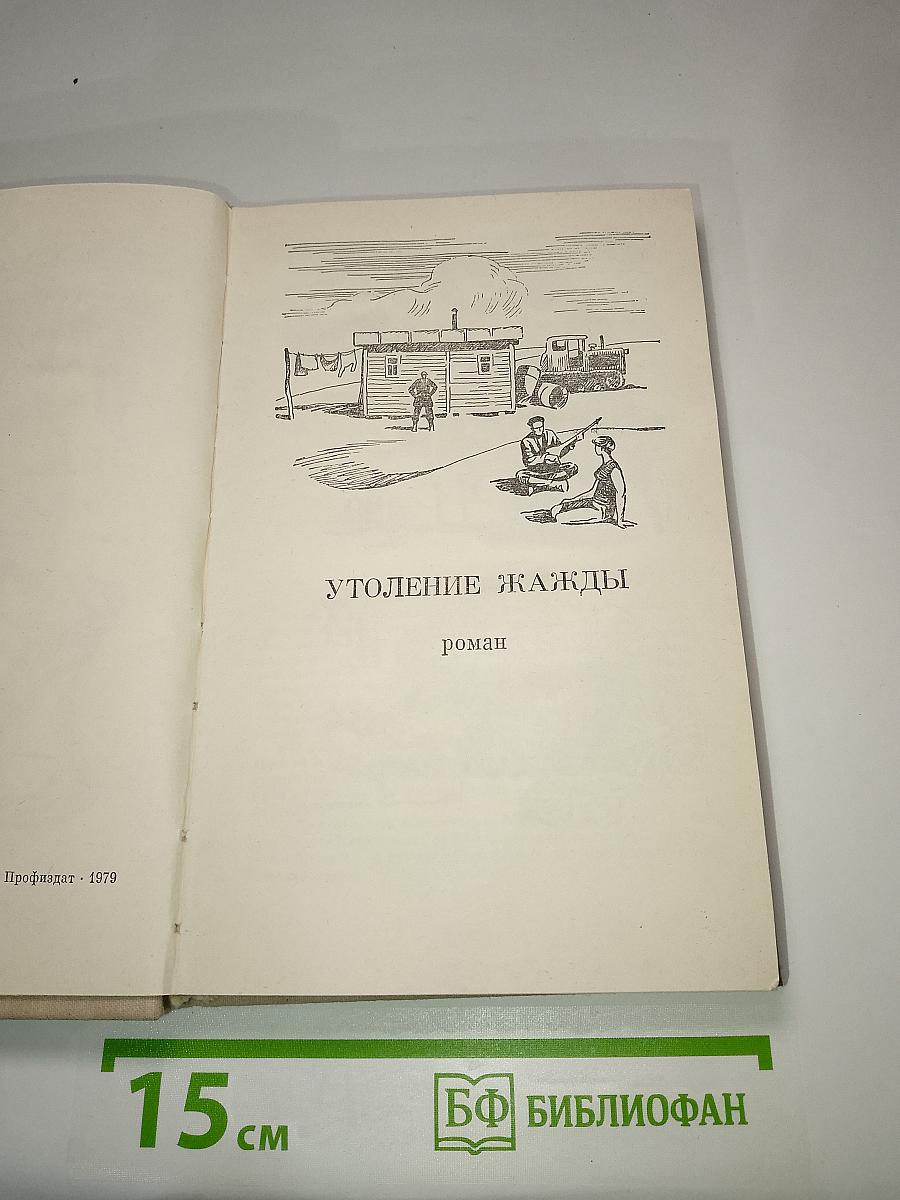 УТОЛЕНИЕ ЖАЖДЫ
роман
Профиздат · 1979
15 см
БФ БИБЛИОФАН